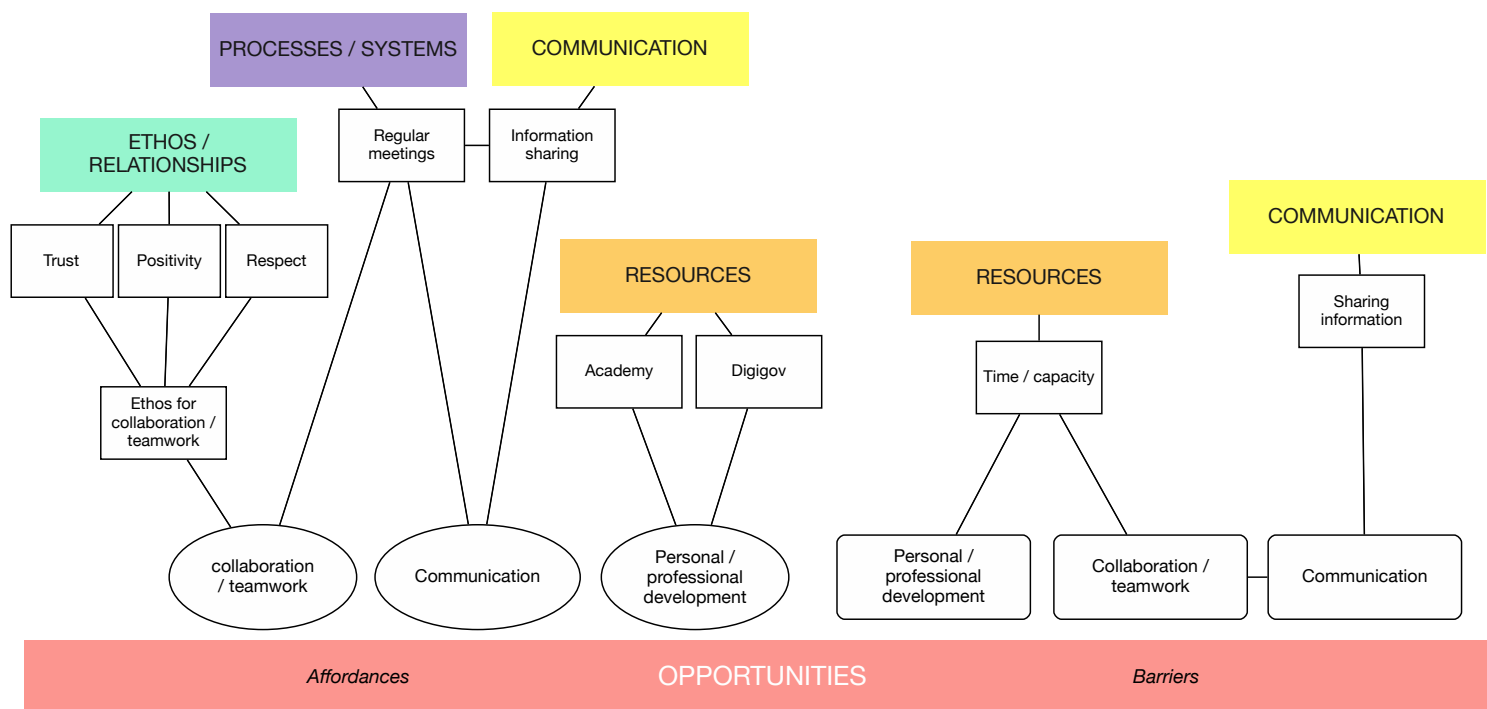 PROCESSES / SYSTEMS
COMMUNICATION
ETHOS /
RELATIONSHIPS
Regular
meetings
Information
sharing
Trust
Positivity
Respect
RESOURCES
RESOURCES
COMMUNICATION
Sharing
information
Academy
Digigov
Time / capacity
Ethos for
collaboration /
teamwork
collaboration
/ teamwork
Communication
Personal /
professional
development
Personal /
professional
development
Collaboration /
teamwork
Communication
Affordances
OPPORTUNITIES
Barriers